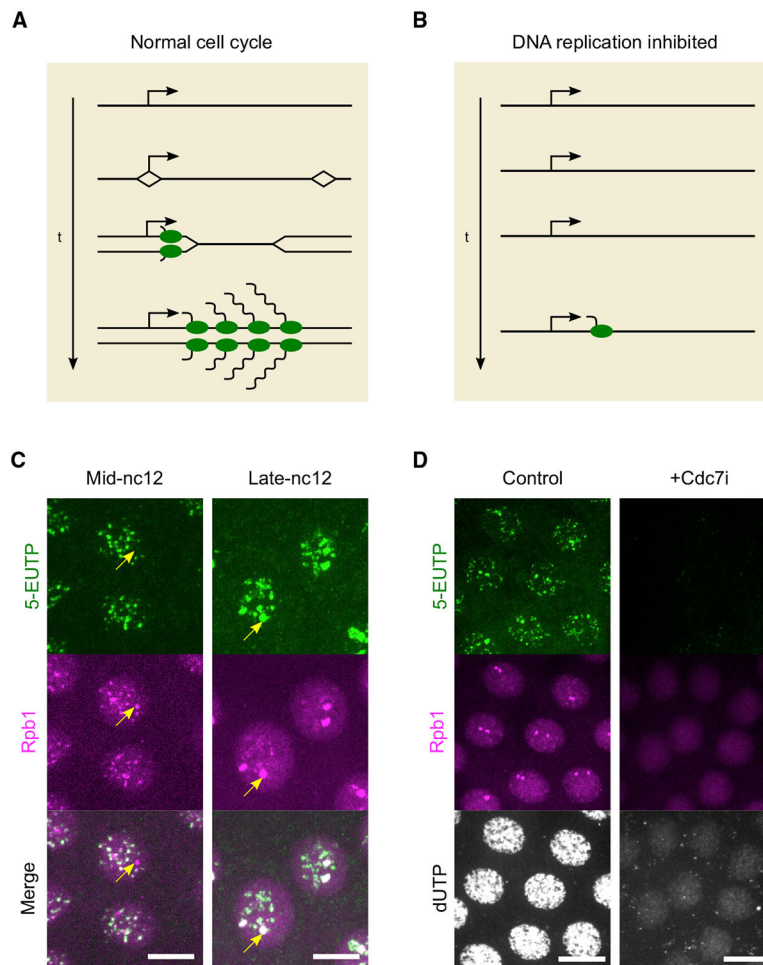 A
Normal cell cycle
t
B
DNA replication inhibited
t
C
Mid-nc12
Late-nc12
5-EUTP
Rpb1
Merge
D
Control
+Cdc7i
5-EUTP
Rpb1
dUTP